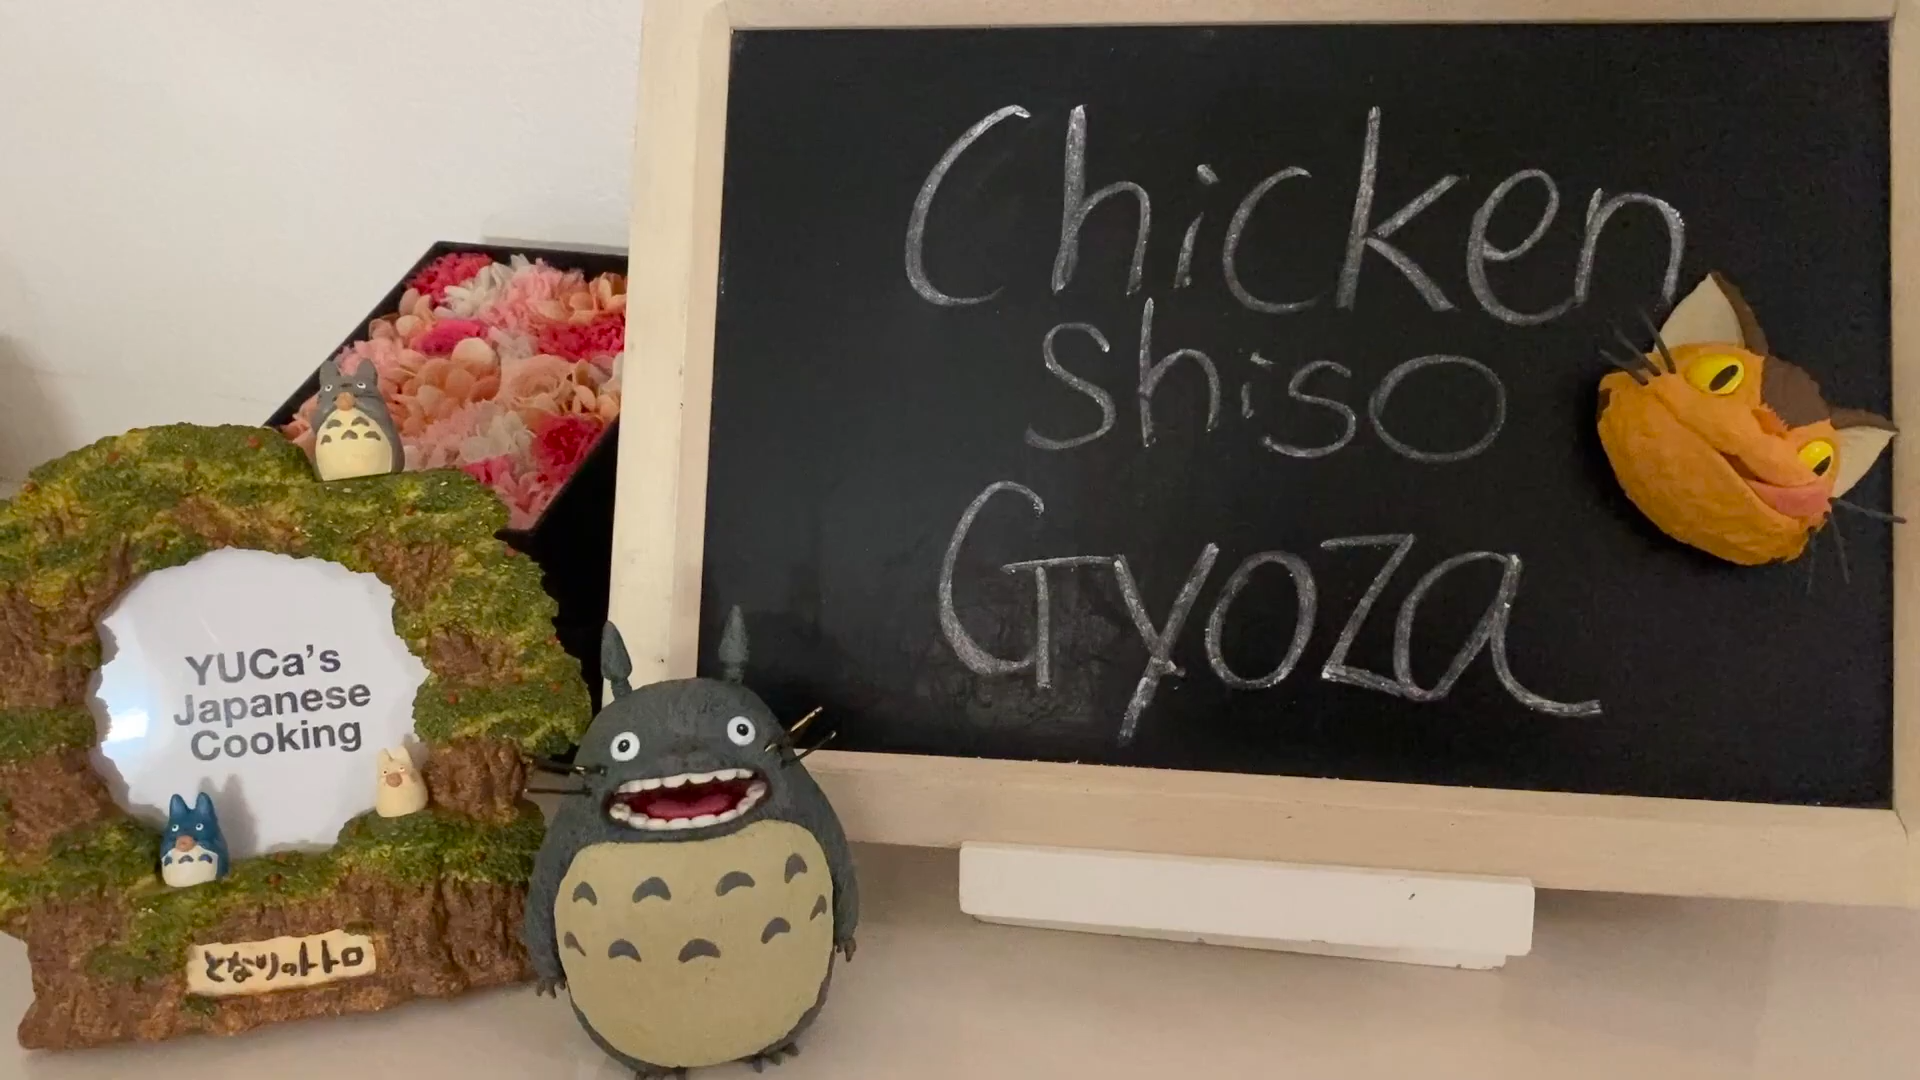 Chicken
shiso
Gyoza
YUCa's
Japanese
Cooking
となりのトトロ